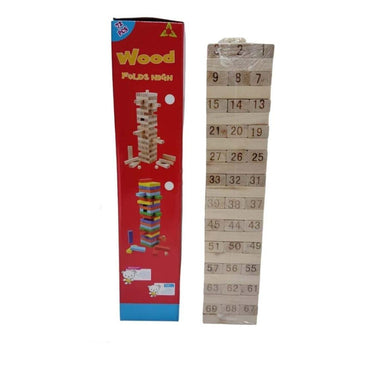 72
PCS
Wood
FOLDS HIGH
3 2 1
9 8 7
15 14 13
21 20 19
27 26 25
33 32 31
39 38 37
45 44 43
51 50 49
57 56 55
63 62 61
69 68 67